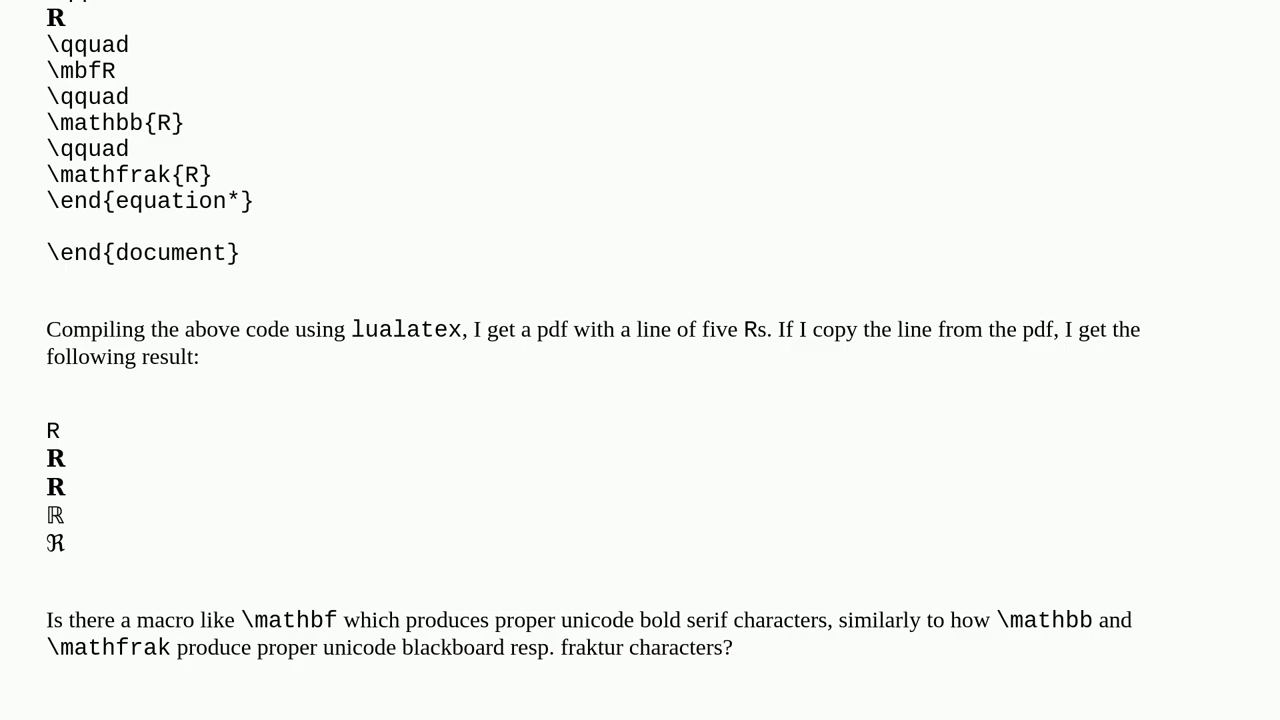 𝐑
\qquad
\mbfR
\qquad
\mathbb{R}
\qquad
\mathfrak{R}
\end{equation*}
\end{document}
Compiling the above code using lualatex, I get a pdf with a line of five Rs. If I copy the line from the pdf, I get the
following result:
R
𝐑
𝐑
ℝ
ℜ
Is there a macro like \mathbf which produces proper unicode bold serif characters, similarly to how \mathbb and
\mathfrak produce proper unicode blackboard resp. fraktur characters?